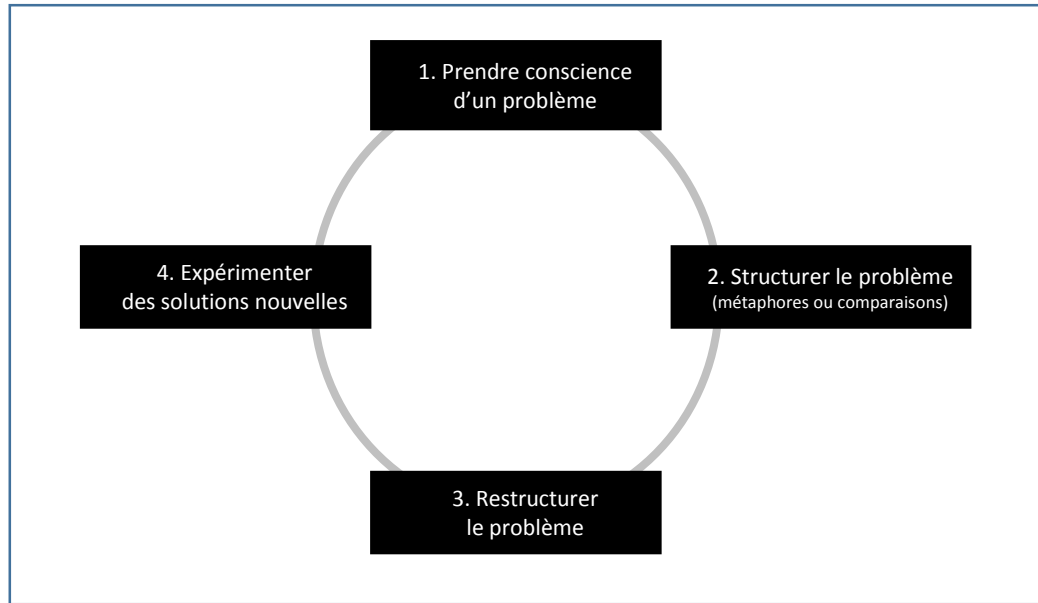 1. Prendre conscience
d’un problème
2. Structurer le problème
(métaphores ou comparaisons)
3. Restructurer
le problème
4. Expérimenter
des solutions nouvelles